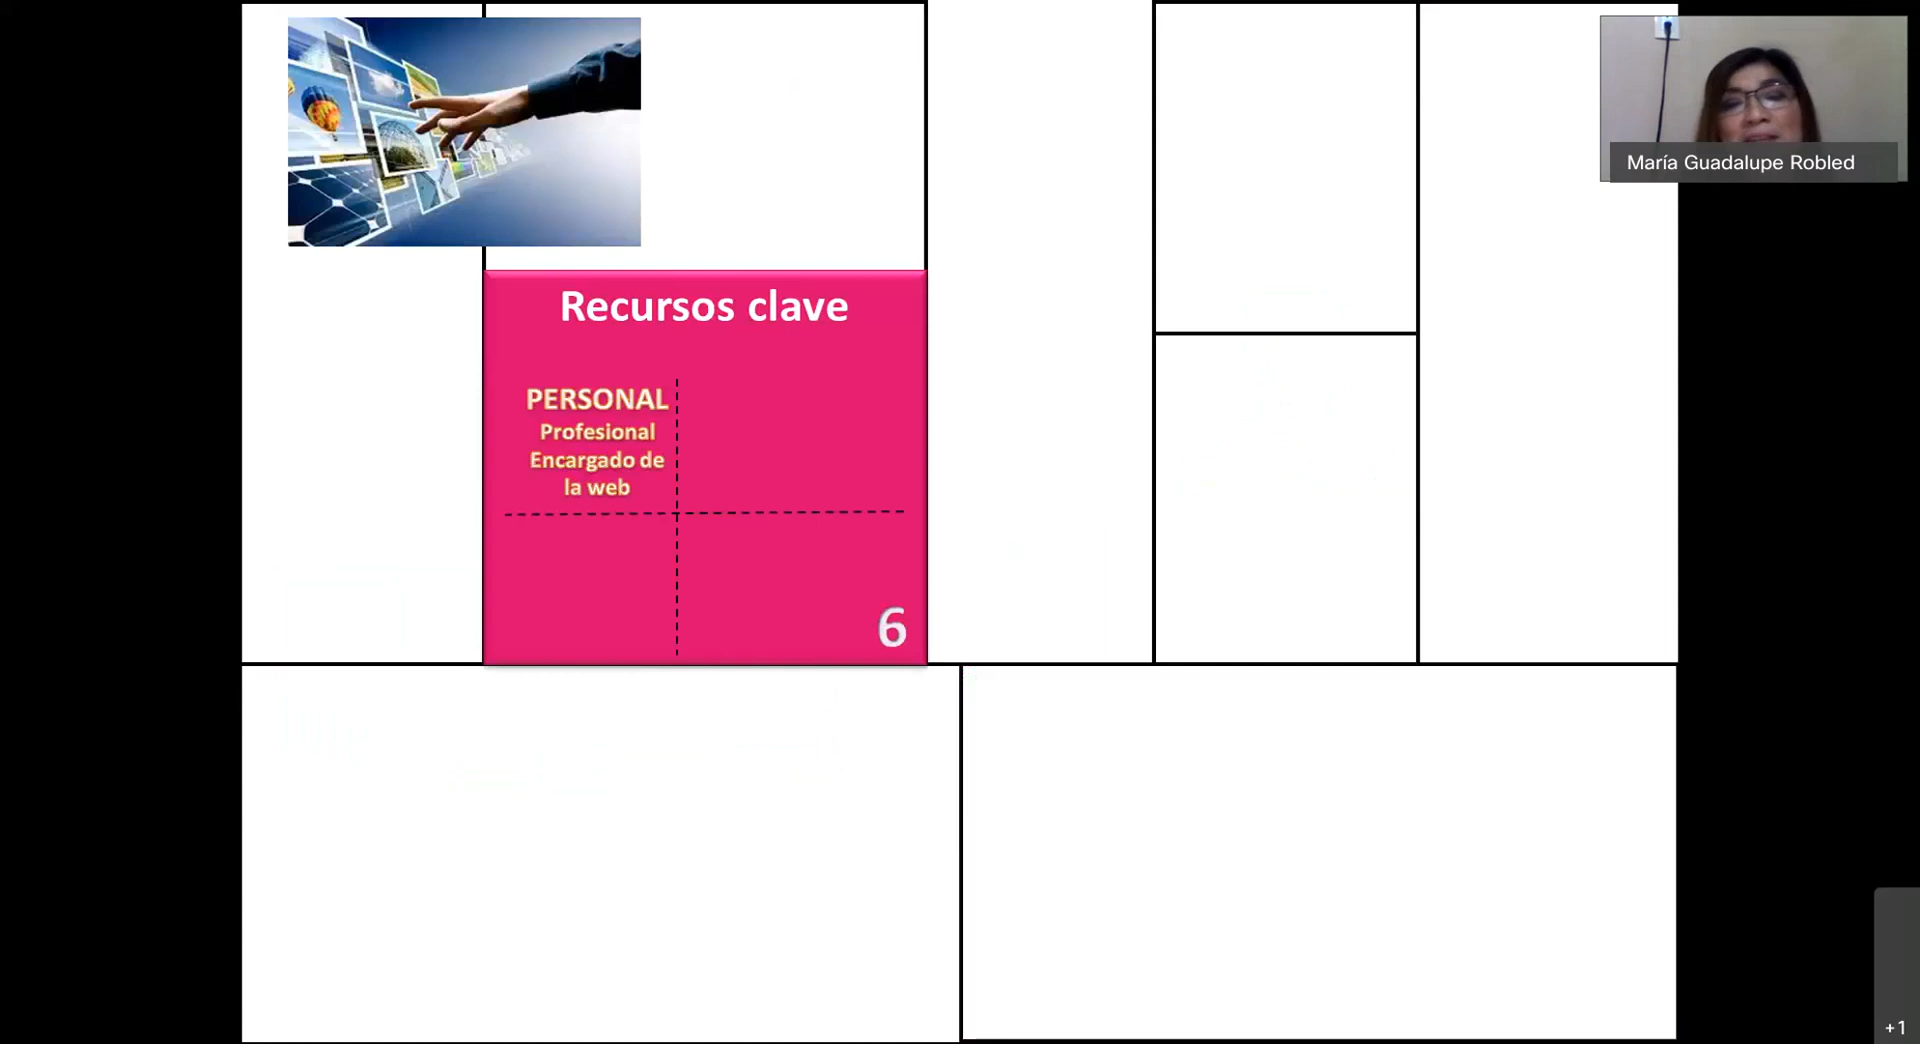 María Guadalupe Robled
Recursos clave
PERSONAL
Profesional
Encargado de
la web
6
+1